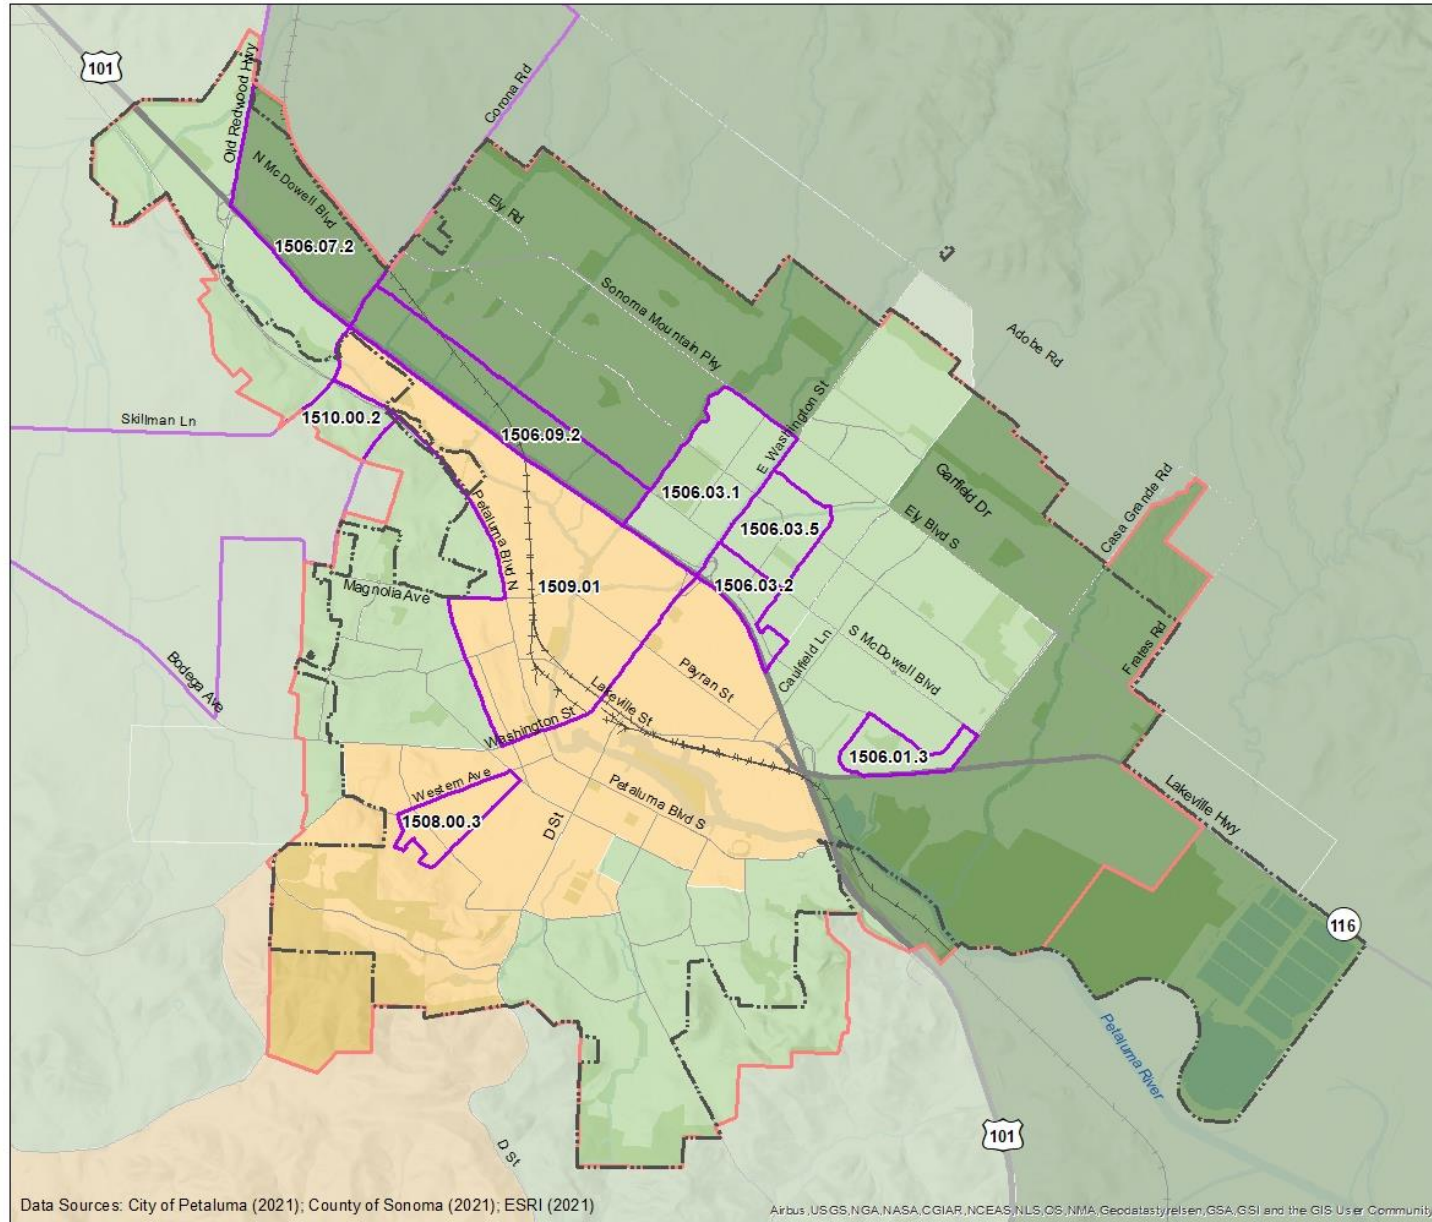 101
Old Redwood Hwy
Corona Rd
N McDowell Blvd
Ely Rd
1506.07.2
Sonoma Mountain Pky
Adobe Rd
Skillman Ln
1510.00.2
1506.09.2
E Washington St
1506.03.1
Garfield Dr
Ely Blvd S
Casa Grande Rd
1506.03.5
Petaluma Blvd N
1509.01
1506.03.2
Magnolia Ave
Caulfield Ln
S McDowell Blvd
Frates Rd
Bodega Ave
Payran St
Lakeville St
Washington St
1506.01.3
Western Ave
Petaluma Blvd S
Lakeville Hwy
1508.00.3
D St
116
Petaluma River
101
D St
Data Sources: City of Petaluma (2021); County of Sonoma (2021); ESRI (2021)
Airbus,USGS,NGA,NASA,CGIAR,NCEAS,NLS,OS,NMA,Geodatastyrelsen,GSA,GSI and the GIS User Community